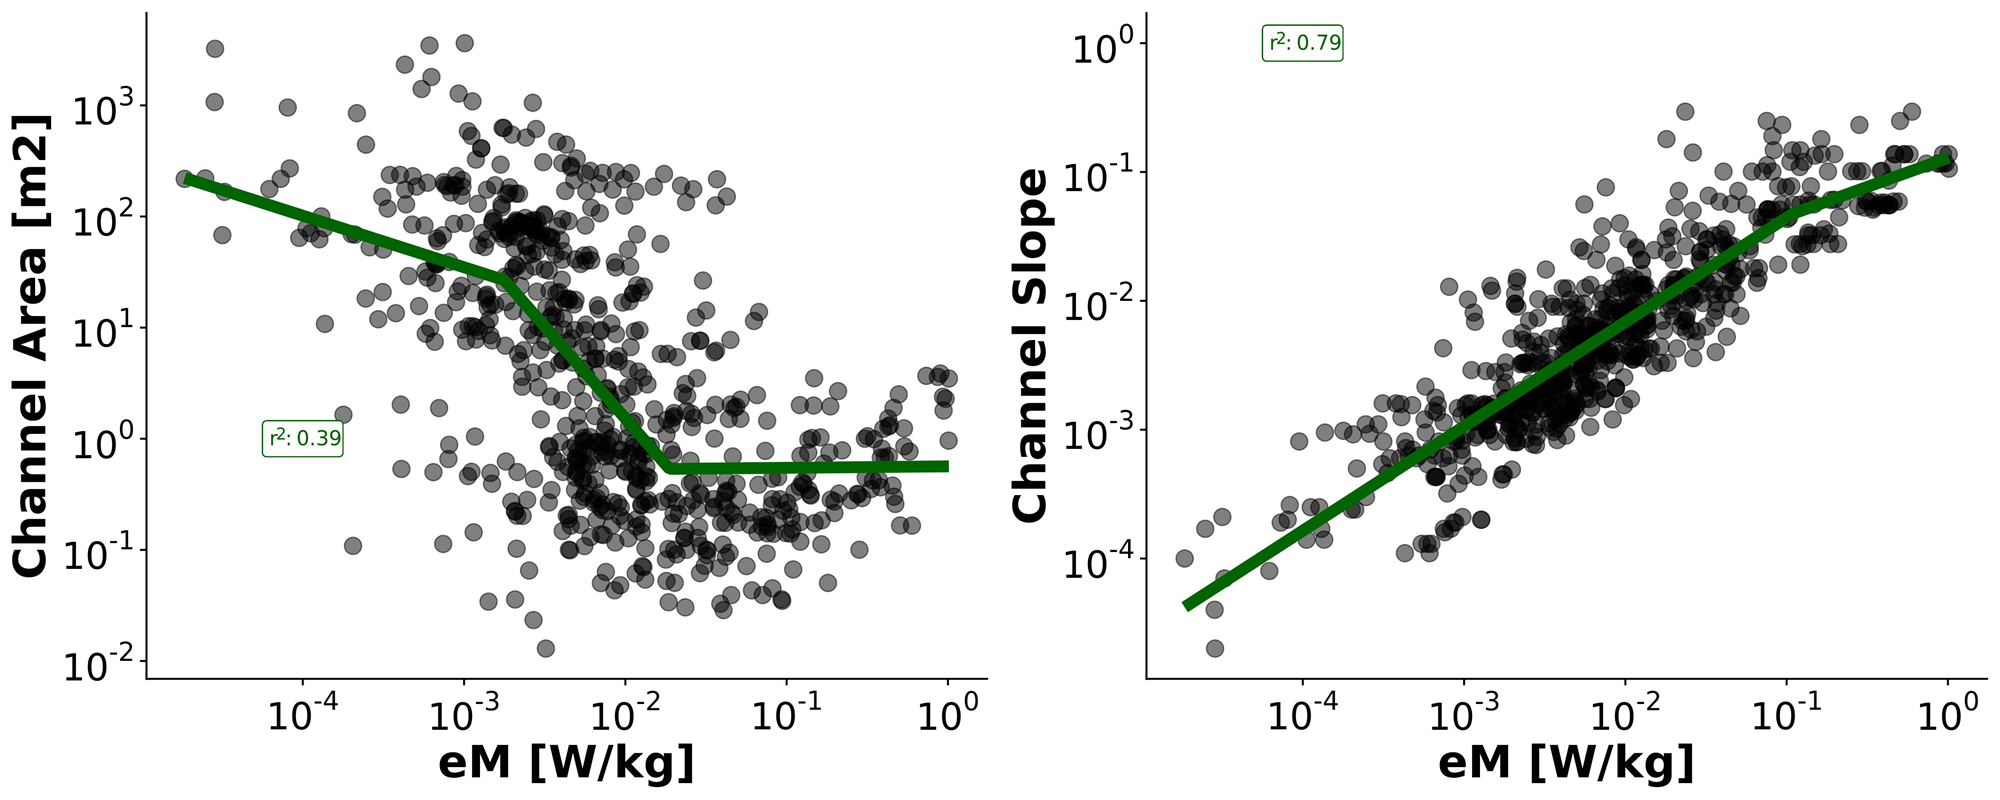 Channel Area [m2]
10^3
10^2
10^1
10^0
10^-1
10^-2
r²: 0.39
10^-4 10^-3 10^-2 10^-1 10^0
eM [W/kg]
Channel Slope
10^0
10^-1
10^-2
10^-3
10^-4
r²: 0.79
10^-4 10^-3 10^-2 10^-1 10^0
eM [W/kg]